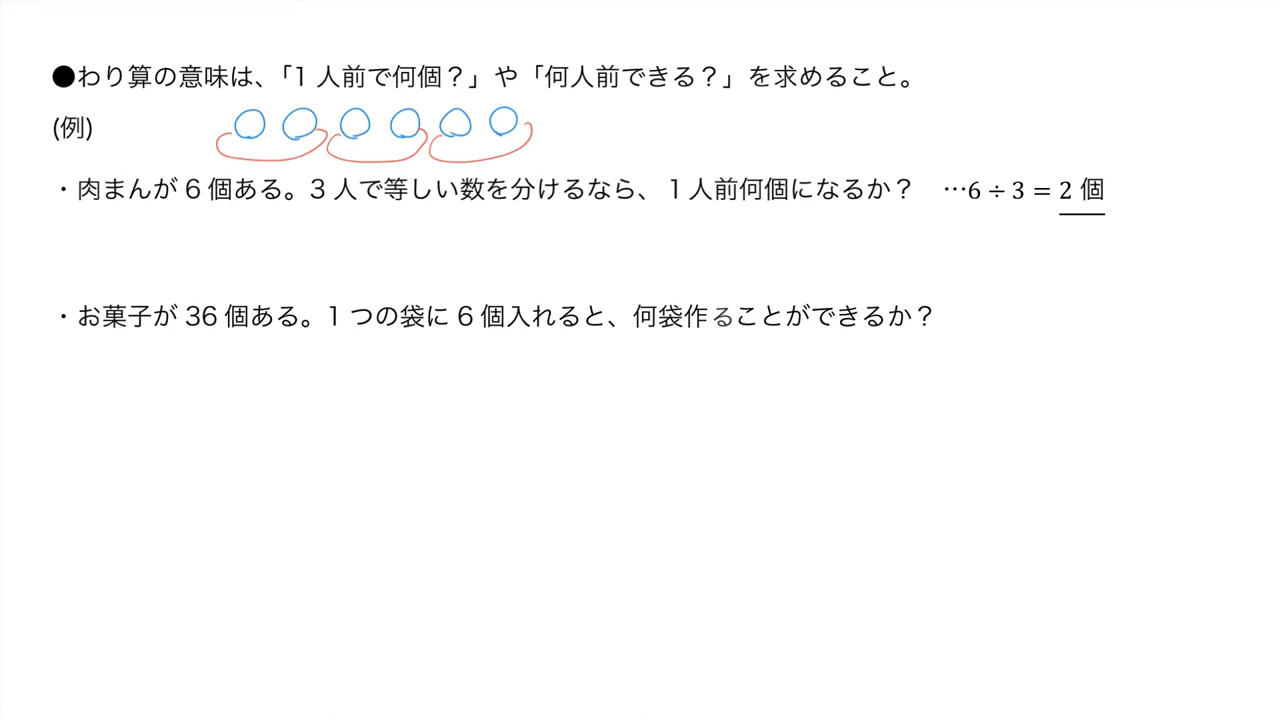 ●わり算の意味は、「1 人前で何個？」や「何人前できる？」を求めること。
(例)
・肉まんが 6 個ある。3 人で等しい数を分けるなら、1 人前何個になるか？　…6 ÷ 3 = 2 個
・お菓子が 36 個ある。1 つの袋に 6 個入れると、何袋作ることができるか？